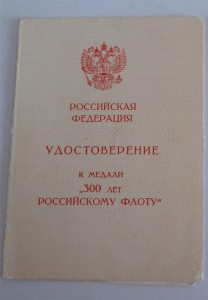 РОССИЙСКАЯ
ФЕДЕРАЦИЯ
УДОСТОВЕРЕНИЕ
К МЕДАЛИ
„300 ЛЕТ
РОССИЙСКОМУ ФЛОТУ“